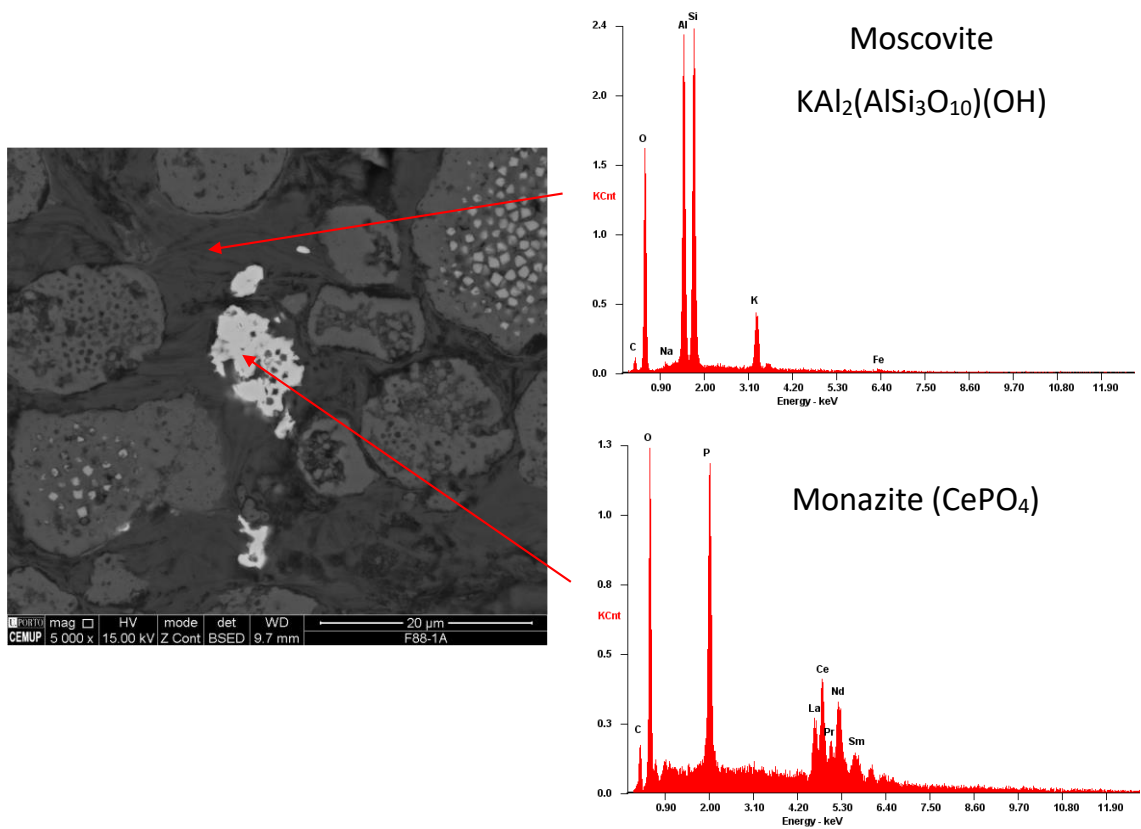 Moscovite
KAl₂(AlSi₃O₁₀)(OH)
2.4
2.0
1.5
KCnt
1.0
0.5
0.0
C
O
Na
Al
Si
K
Fe
0.90 2.00 3.10 4.20 5.30 6.40 7.50 8.60 9.70 10.80 11.90
Energy - keV
U.PORTO
CEMUP
mag HV mode det WD
5 000 x 15.00 kV Z Cont BSED 9.7 mm
20 µm
F88-1A
Monazite (CePO₄)
1.3
1.0
0.8
KCnt
0.5
0.3
0.0
C
O
P
La
Ce
Pr
Nd
Sm
0.90 2.00 3.10 4.20 5.30 6.40 7.50 8.60 9.70 10.80 11.90
Energy - keV